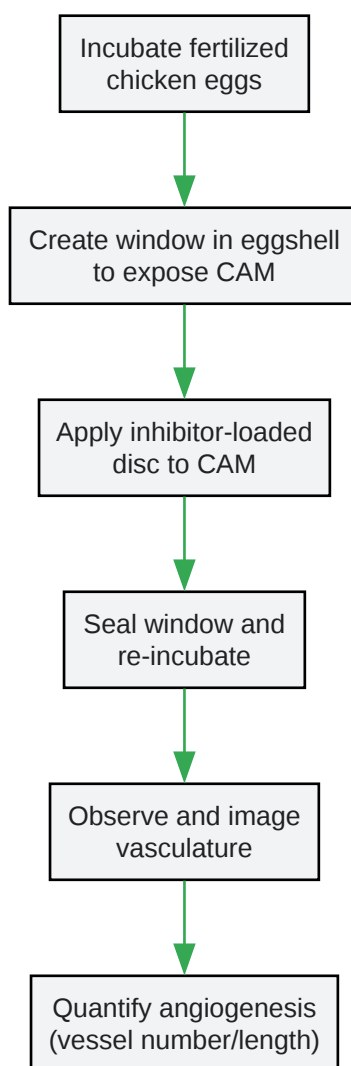 Incubate fertilized
chicken eggs
Create window in eggshell
to expose CAM
Apply inhibitor-loaded
disc to CAM
Seal window and
re-incubate
Observe and image
vasculature
Quantify angiogenesis
(vessel number/length)